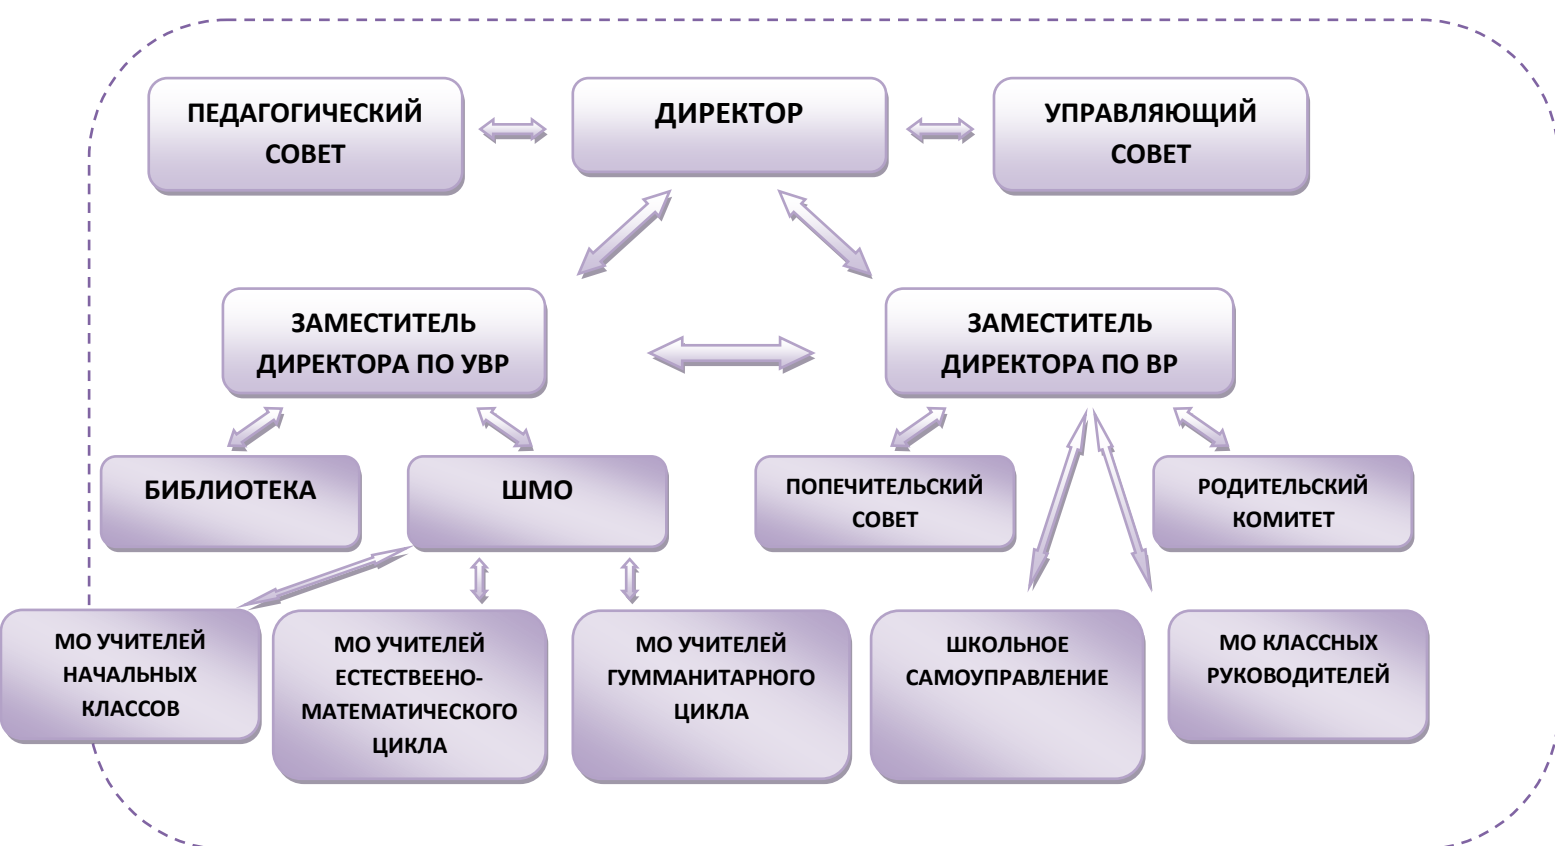 ПЕДАГОГИЧЕСКИЙ
СОВЕТ
ДИРЕКТОР
УПРАВЛЯЮЩИЙ
СОВЕТ
ЗАМЕСТИТЕЛЬ
ДИРЕКТОРА ПО УВР
ЗАМЕСТИТЕЛЬ
ДИРЕКТОРА ПО ВР
БИБЛИОТЕКА
ШМО
ПОПЕЧИТЕЛЬСКИЙ
СОВЕТ
РОДИТЕЛЬСКИЙ
КОМИТЕТ
МО УЧИТЕЛЕЙ
НАЧАЛЬНЫХ
КЛАССОВ
МО УЧИТЕЛЕЙ
ЕСТЕСТВЕЕНО-
МАТЕМАТИЧЕСКОГО
ЦИКЛА
МО УЧИТЕЛЕЙ
ГУММАНИТАРНОГО
ЦИКЛА
ШКОЛЬНОЕ
САМОУПРАВЛЕНИЕ
МО КЛАССНЫХ
РУКОВОДИТЕЛЕЙ